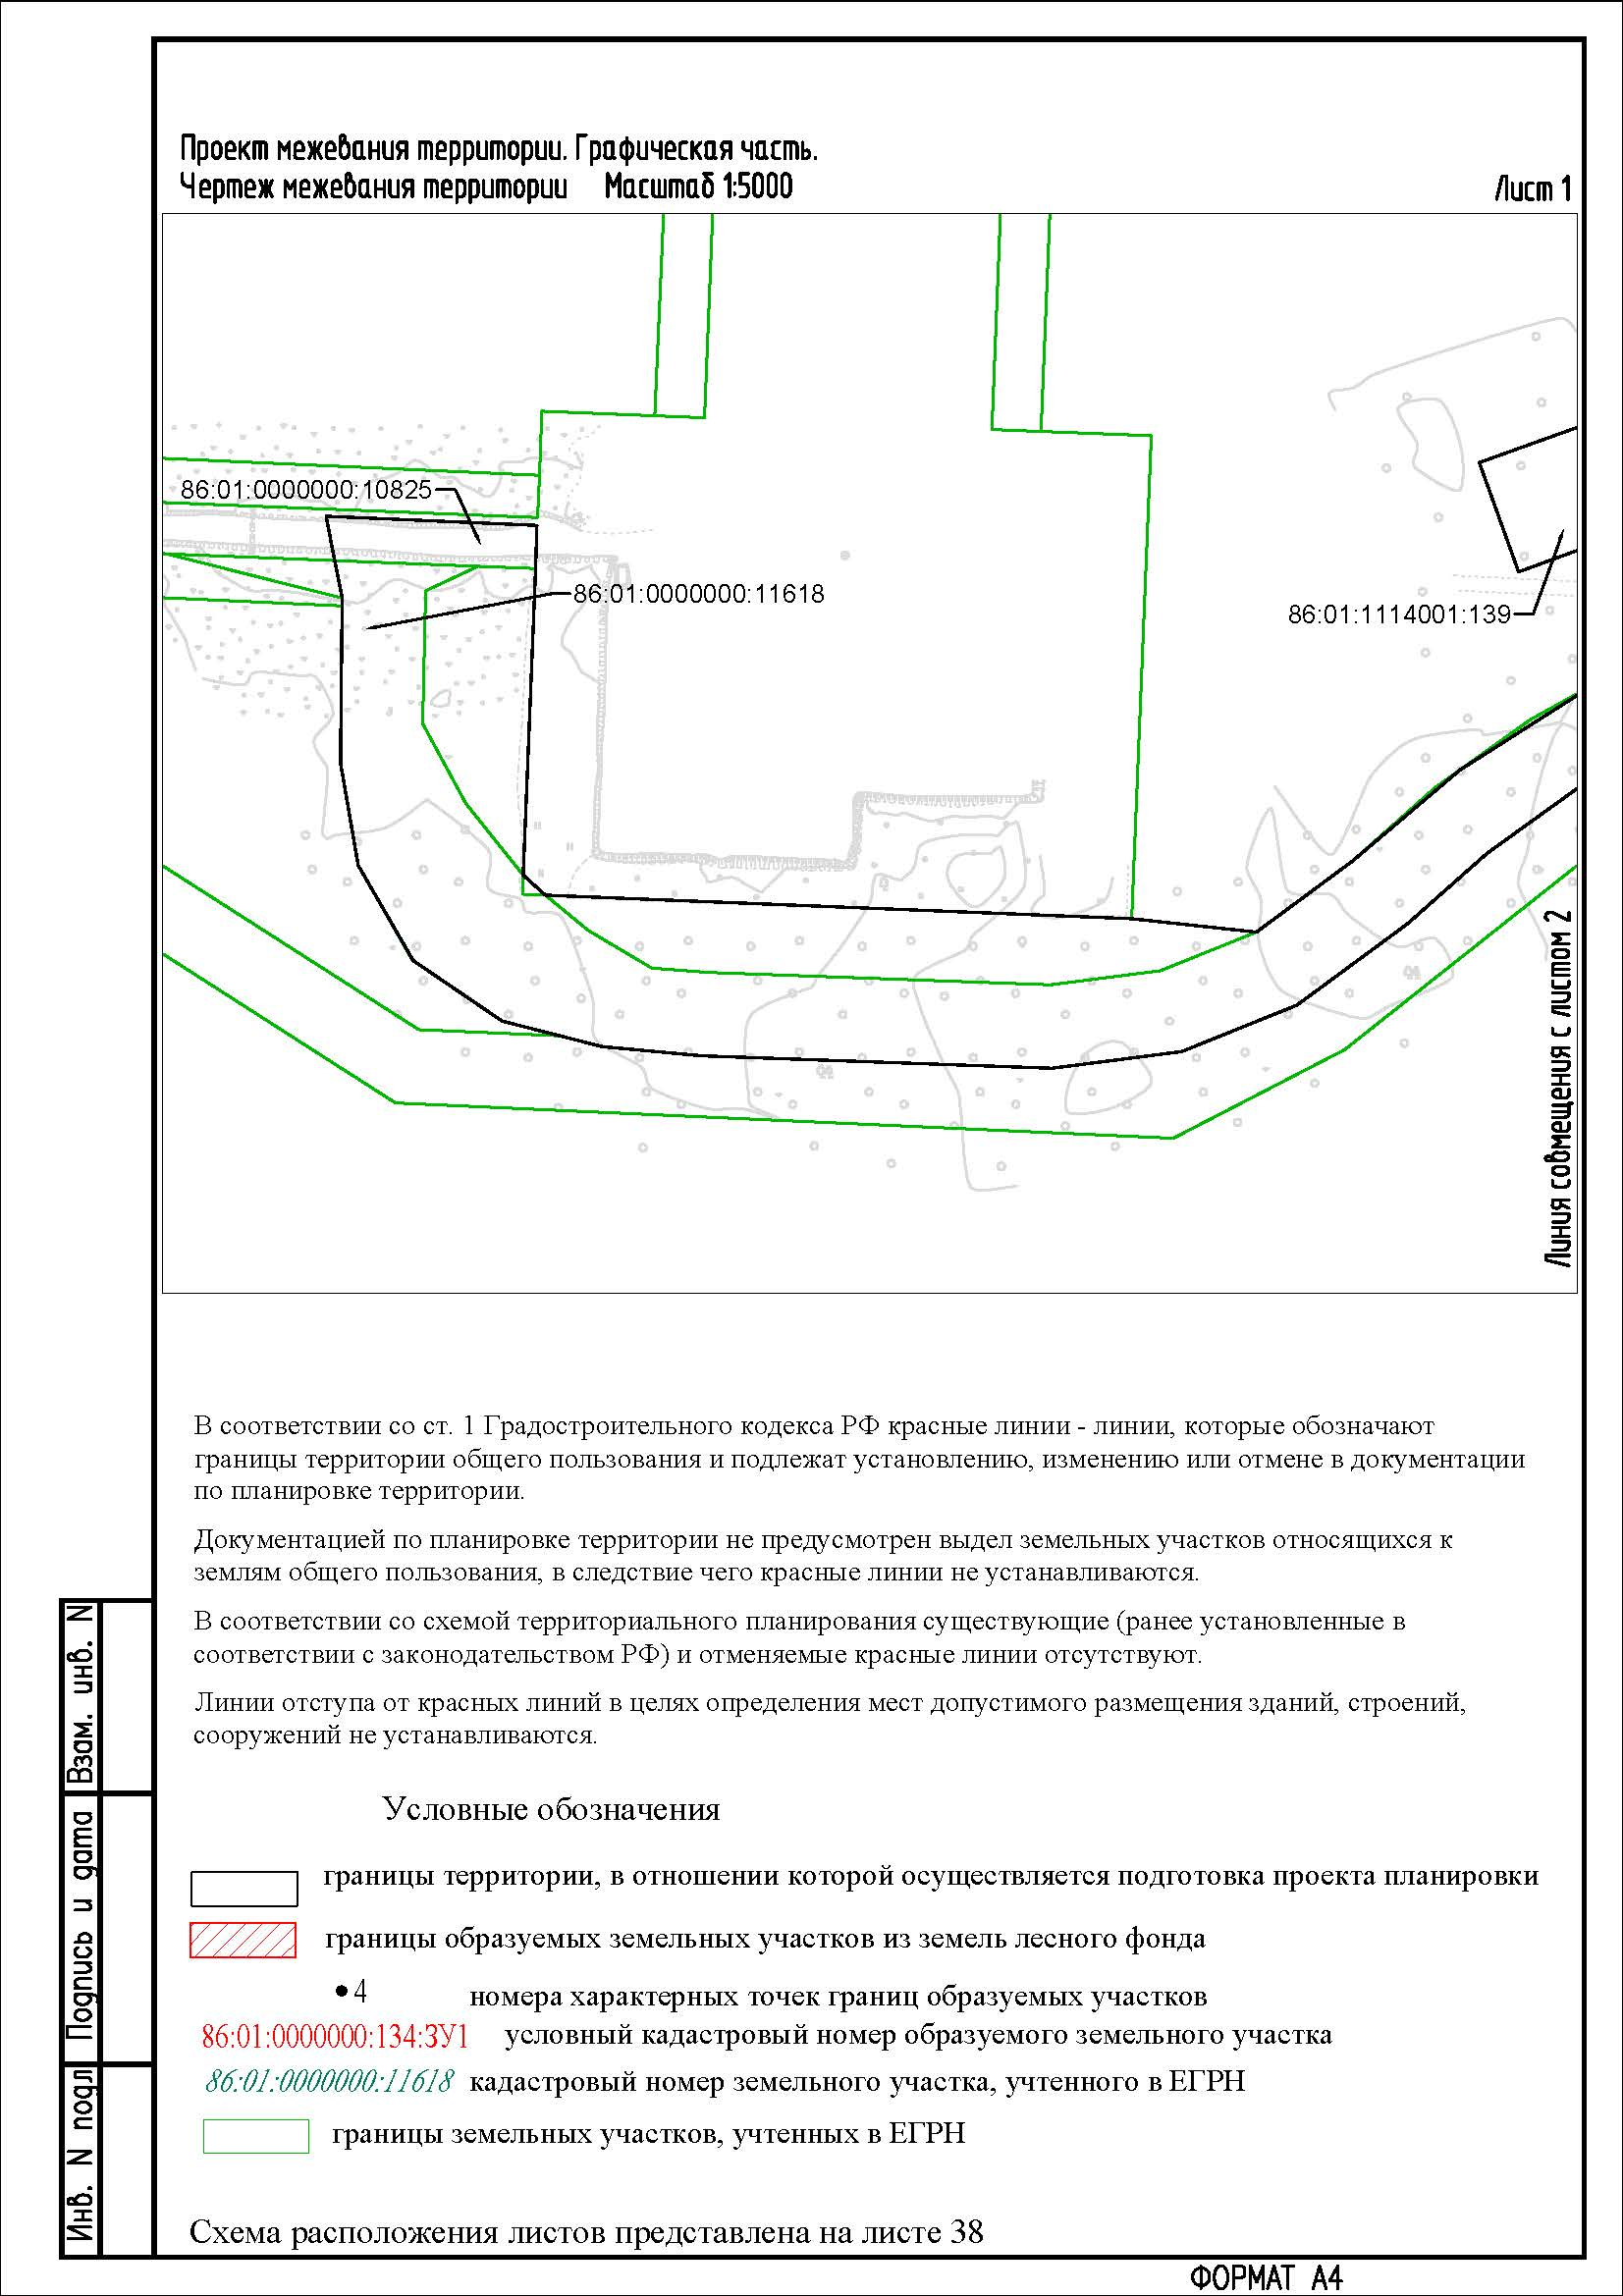 Проект межевания территории. Графическая часть.
Чертеж межевания территории Масштаб 1:5000
Лист 1
86:01:0000000:10825
86:01:0000000:11618
86:01:1114001:139
Линия совмещения с листом 2
В соответствии со ст. 1 Градостроительного кодекса РФ красные линии - линии, которые обозначают
границы территории общего пользования и подлежат установлению, изменению или отмене в документации
по планировке территории.
Документацией по планировке территории не предусмотрен выдел земельных участков относящихся к
землям общего пользования, в следствие чего красные линии не устанавливаются.
В соответствии со схемой территориального планирования существующие (ранее установленные в
соответствии с законодательством РФ) и отменяемые красные линии отсутствуют.
Линии отступа от красных линий в целях определения мест допустимого размещения зданий, строений,
сооружений не устанавливаются.
Условные обозначения
границы территории, в отношении которой осуществляется подготовка проекта планировки
границы образуемых земельных участков из земель лесного фонда
4 номера характерных точек границ образуемых участков
86:01:0000000:134:ЗУ1 условный кадастровый номер образуемого земельного участка
86:01:0000000:11618 кадастровый номер земельного участка, учтенного в ЕГРН
границы земельных участков, учтенных в ЕГРН
Схема расположения листов представлена на листе 38
Взам. инв. N
Подпись и дата
Инв. N подл
ФОРМАТ А4